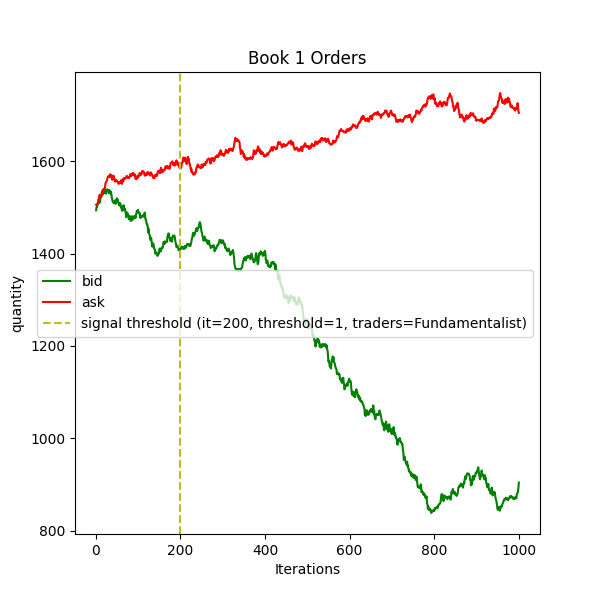 Book 1 Orders
quantity
1600
1400
1200
1000
800
bid
ask
signal threshold (it=200, threshold=1, traders=Fundamentalist)
0 200 400 600 800 1000
Iterations